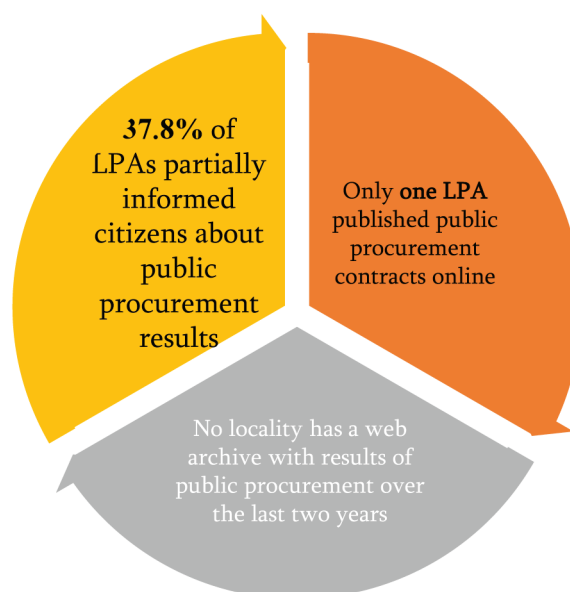 37.8% of
LPAs partially
informed
citizens about
public
procurement
results
Only one LPA
published public
procurement
contracts online
No locality has a web
archive with results of
public procurement over
the last two years